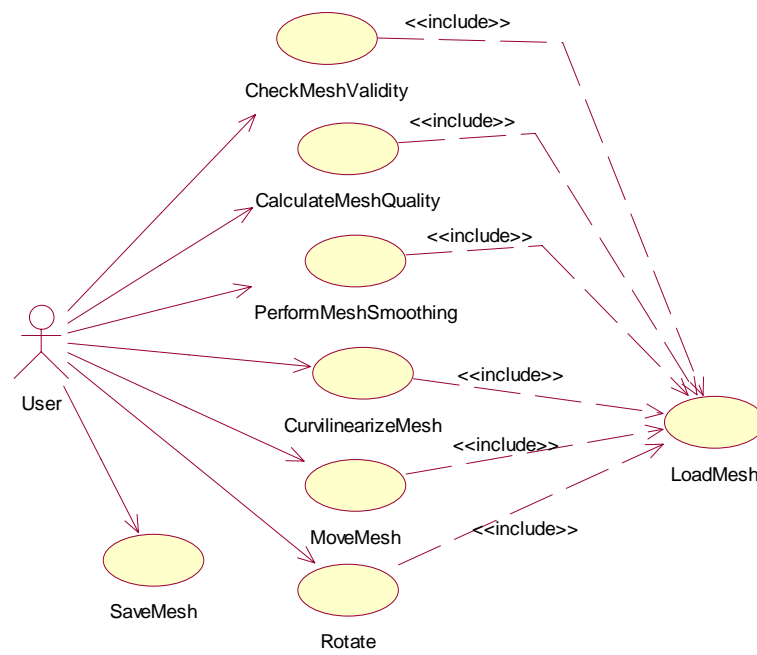 <<include>>
CheckMeshValidity
<<include>>
CalculateMeshQuality
<<include>>
PerformMeshSmoothing
<<include>>
User
CurvilinearizeMesh
<<include>>
LoadMesh
MoveMesh
<<include>>
SaveMesh
Rotate